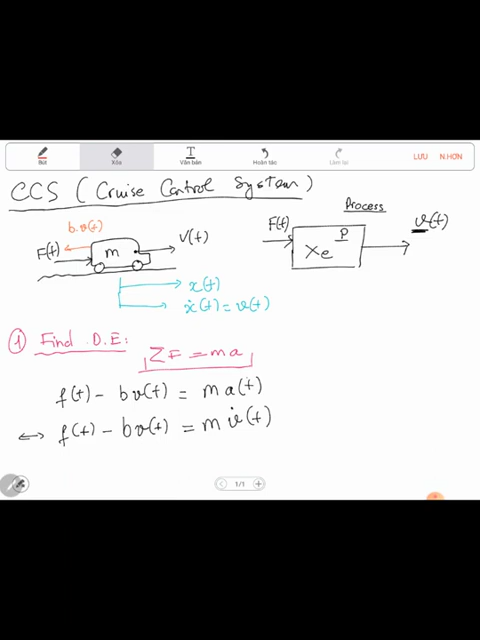 Bút Xóa Văn bản Hoàn tác Làm lại LƯU N.HƠN
CCS (Cruise Control System)
Process
b.v(t)
F(t) m V(t)
F(t) P v(t)
Xe
x(t)
ẋ(t) = v(t)
① Find D.E:
ΣF = ma
f(t) - bv(t) = ma(t)
↔ f(t) - bv(t) = m v̇(t)
1/1